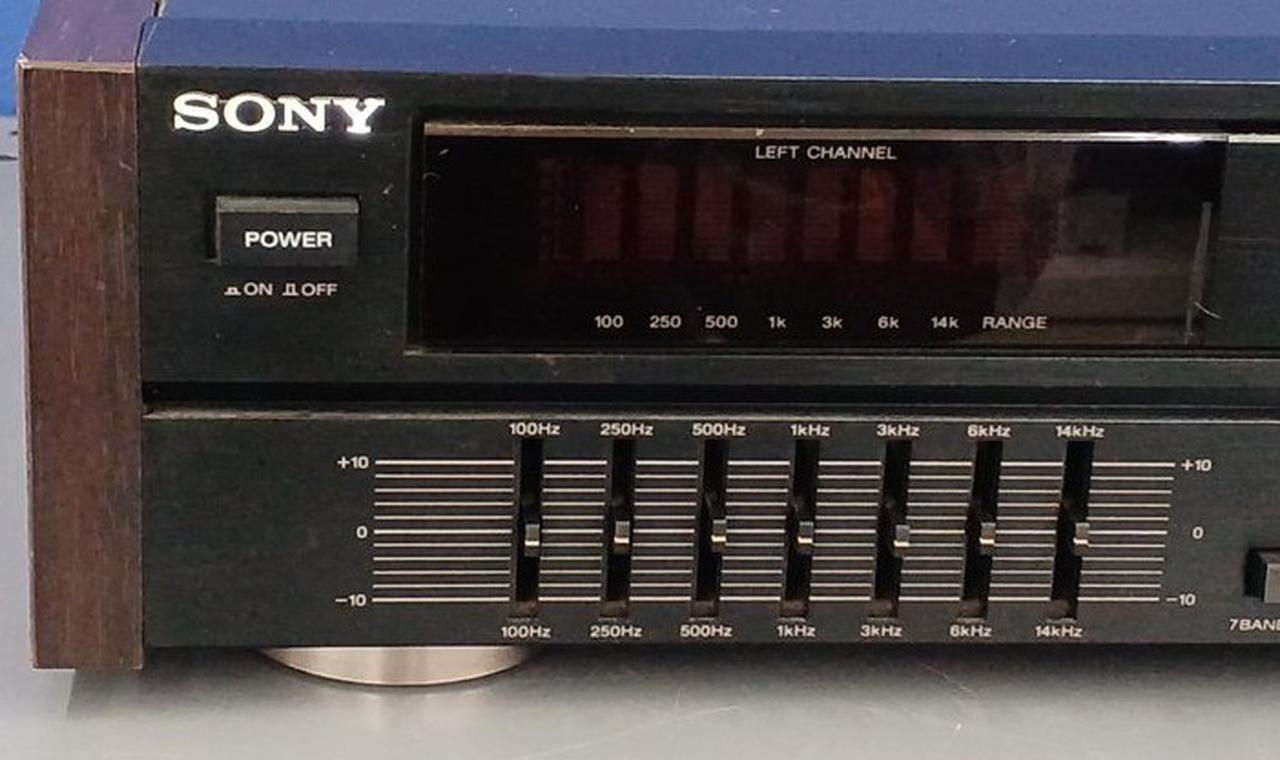 SONY
LEFT CHANNEL
POWER
ON OFF
100 250 500 1k 3k 6k 14k RANGE
100Hz 250Hz 500Hz 1kHz 3kHz 6kHz 14kHz
+10 +10
0 0
-10 -10
100Hz 250Hz 500Hz 1kHz 3kHz 6kHz 14kHz
7BAN